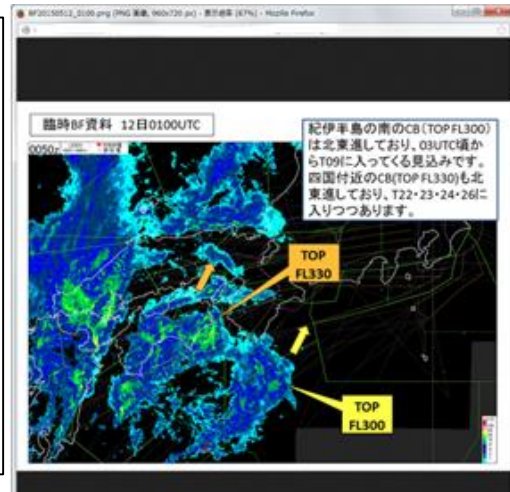 BF20150512_0100.png (PNG 画像, 960x720 px) - 表示倍率 (67%) - Mozilla Firefox
臨時BF資料 12日0100UTC
0050z
紀伊半島の南のCB(TOP FL300)
は北東進しており、03UTC頃か
らT09に入ってくる見込みです。
四国付近のCB(TOP FL330)も北
東進しており、T22・23・24・26に
入りつつあります。
TOP
FL330
TOP
FL300